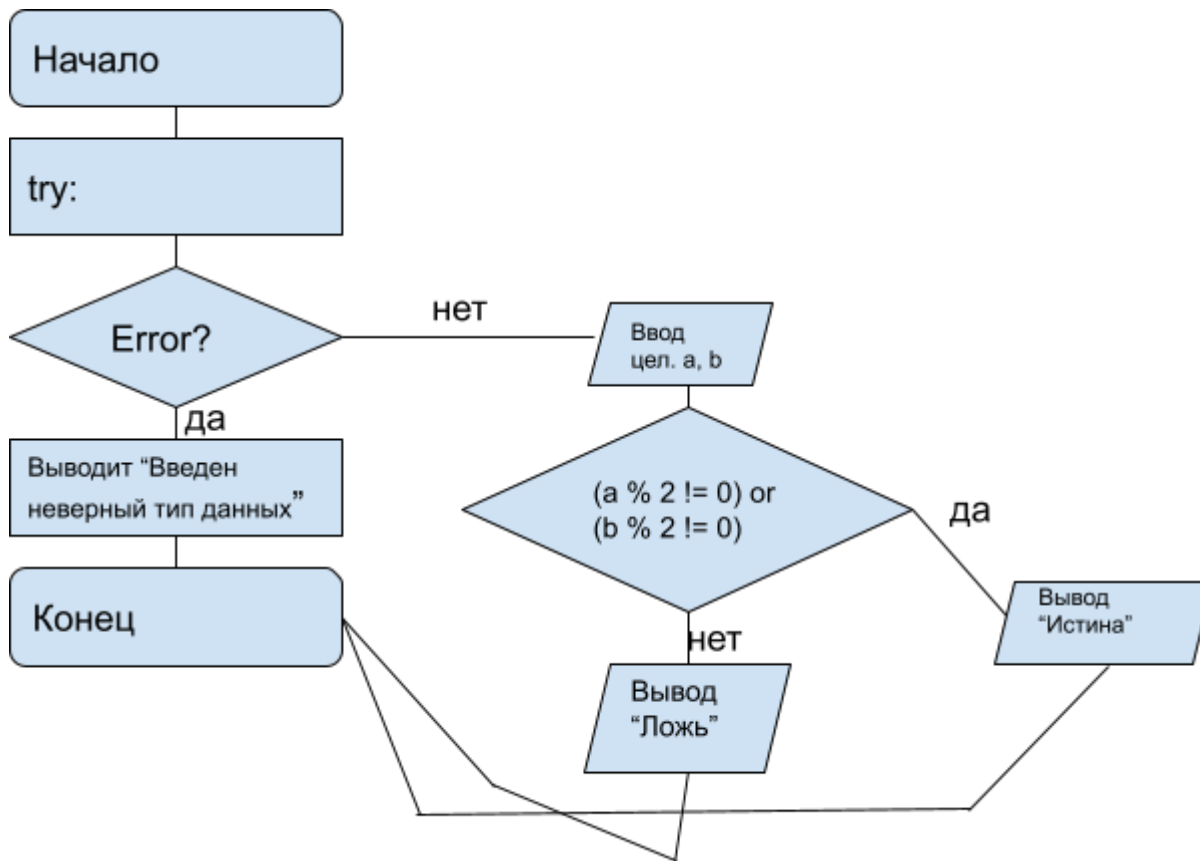 Начало
try:
Error?
нет
Ввод
цел. a, b
да
Выводит “Введен
неверный тип данных”
(a % 2 != 0) or
(b % 2 != 0)
да
Конец
Вывод
“Истина”
нет
Вывод
“Ложь”